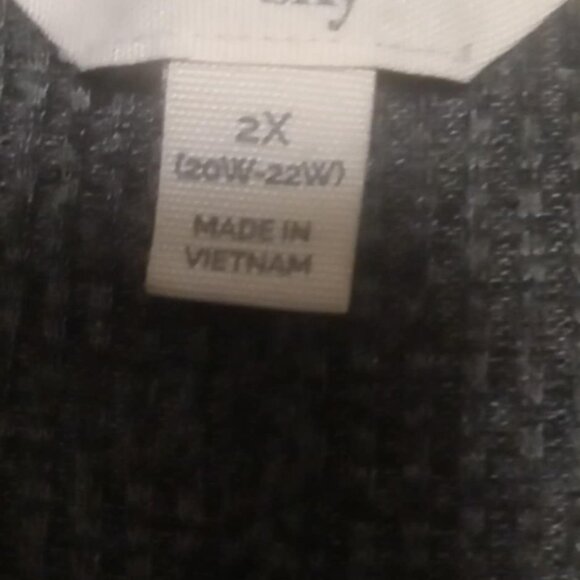 2X
(20W-22W)
MADE IN
VIETNAM